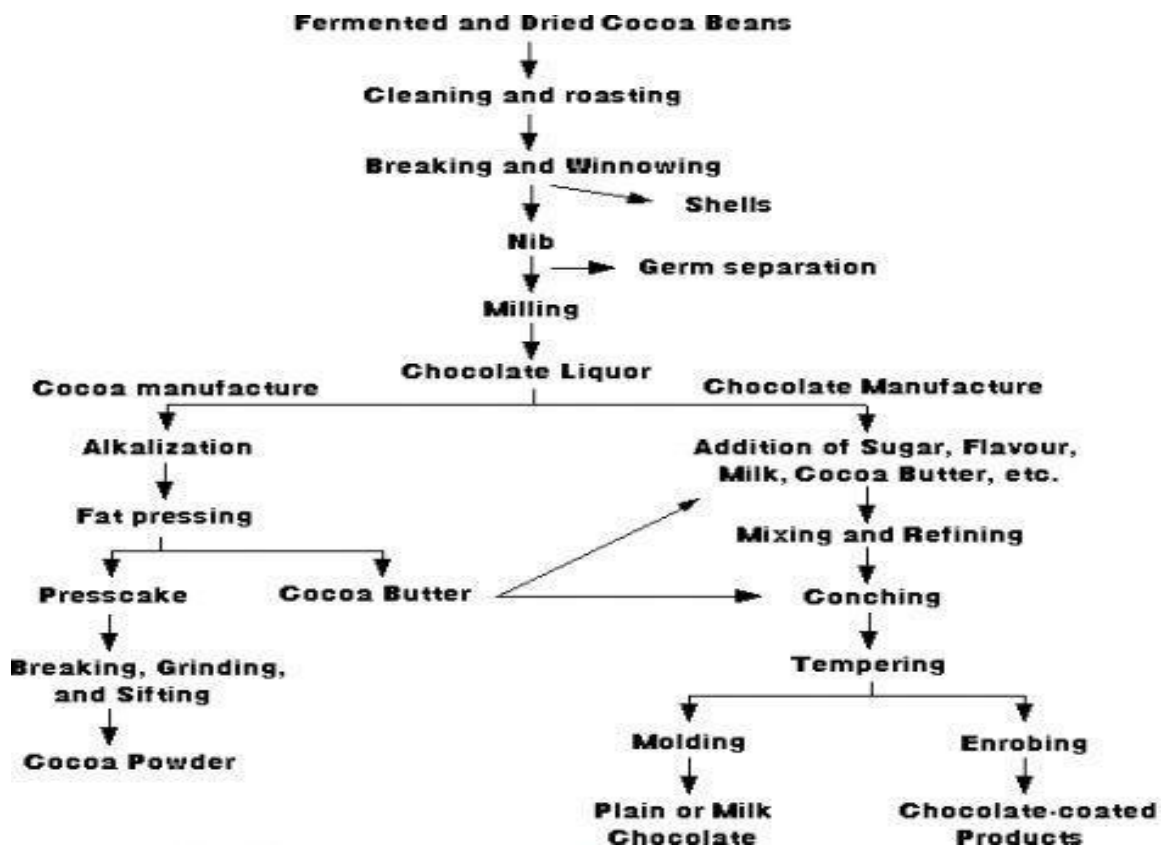 Fermented and Dried Cocoa Beans
Cleaning and roasting
Breaking and Winnowing
Shells
Nib
Germ separation
Milling
Chocolate Liquor
Cocoa manufacture
Chocolate Manufacture
Alkalization
Addition of Sugar, Flavour,
Milk, Cocoa Butter, etc.
Fat pressing
Mixing and Refining
Presscake
Cocoa Butter
Conching
Breaking, Grinding,
and Sifting
Tempering
Cocoa Powder
Molding
Enrobing
Plain or Milk
Chocolate
Chocolate-coated
Products